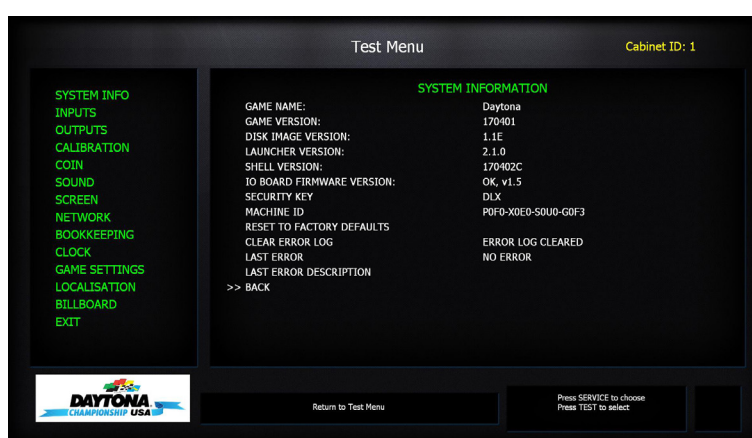 Test Menu
Cabinet ID: 1
SYSTEM INFO
INPUTS
OUTPUTS
CALIBRATION
COIN
SOUND
SCREEN
NETWORK
BOOKKEEPING
CLOCK
GAME SETTINGS
LOCALISATION
BILLBOARD
EXIT
SYSTEM INFORMATION
GAME NAME: Daytona
GAME VERSION: 170401
DISK IMAGE VERSION: 1.1E
LAUNCHER VERSION: 2.1.0
SHELL VERSION: 170402C
IO BOARD FIRMWARE VERSION: OK, v1.5
SECURITY KEY DLX
MACHINE ID P0F0-X0E0-S0U0-G0F3
RESET TO FACTORY DEFAULTS
CLEAR ERROR LOG ERROR LOG CLEARED
LAST ERROR NO ERROR
LAST ERROR DESCRIPTION
>> BACK
DAYTONA
CHAMPIONSHIP USA
Return to Test Menu
Press SERVICE to choose
Press TEST to select